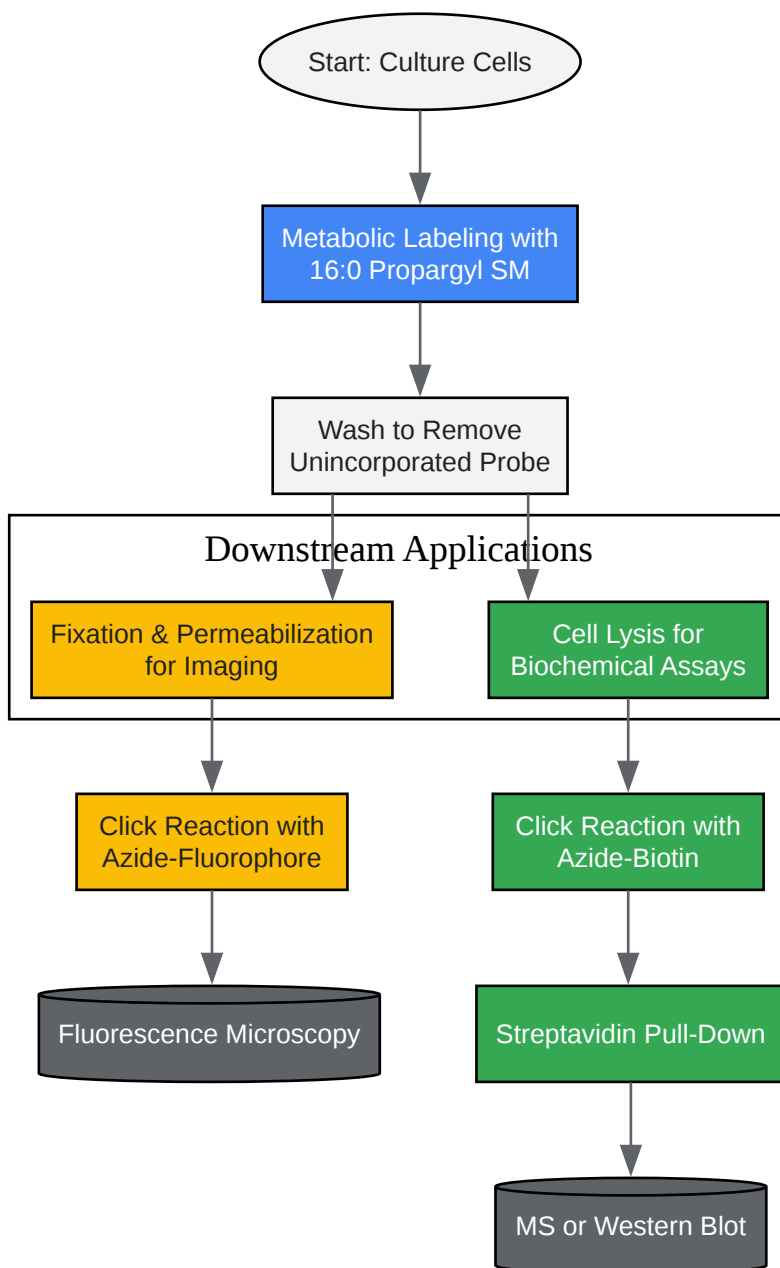 Start: Culture Cells
Metabolic Labeling with
16:0 Propargyl SM
Wash to Remove
Unincorporated Probe
Downstream Applications
Fixation & Permeabilization
for Imaging
Cell Lysis for
Biochemical Assays
Click Reaction with
Azide-Fluorophore
Click Reaction with
Azide-Biotin
Fluorescence Microscopy
Streptavidin Pull-Down
MS or Western Blot